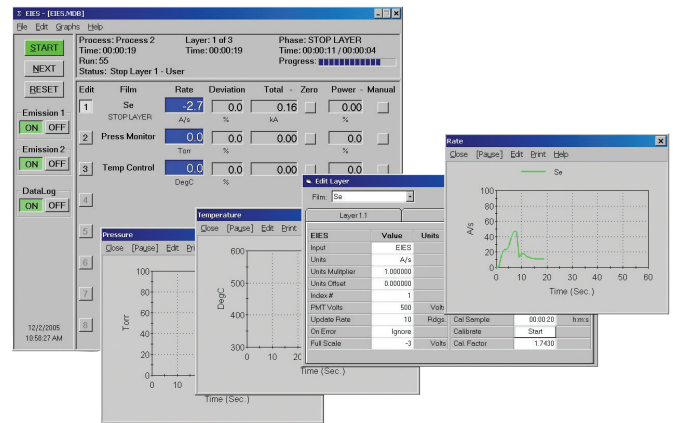 EIES - [EIES.MDB]
File Edit Graphs Help
START
NEXT
RESET
Emission 1
ON OFF
Emission 2
ON OFF
DataLog
ON OFF
12/2/2005
10:58:27 AM
Process: Process 2 Layer: 1 of 3 Phase: STOP LAYER
Time: 00:00:19 Time: 00:00:19 Time: 00:00:11 / 00:00:04
Run: 55 Progress:
Status: Stop Layer 1 - User
Edit Film Rate Deviation Total - Zero Power - Manual
1 Se -2.7 0.0 0.16 0.00
STOP LAYER A/s % kA %
2 Press Monitor 0.0 0.0 0.00 0.0
Torr % %
3 Temp Control 0.0 0.0 0.00 0.0
DegC %
4
5
6
7
8
Pressure
Close [Pause] Edit
100
80
60
40
20
0
Torr
0 10
Time (Sec.)
Temperature
Close [Pause] Edit Print
600
500
400
300
DegC
0 10 20
Time (Sec.)
Edit Layer
Film: Se
Layer 1.1
EIES Value Units
Input EIES
Units A/s
Units Mulitplier 1.000000
Units Offset 0.000000
Index # 1
PMT Volts 500 Volts
Update Rate 10 Rdgs. Cal Sample 00:00:20 h:m:s
On Error Ignore Calibrate Start
Full Scale -3 Volts Cal. Factor 1.7430
Rate
Close [Pause] Edit Print Help
Se
100
80
60
40
20
0
A/s
0 10 20 30 40 50 60
Time (Sec.)